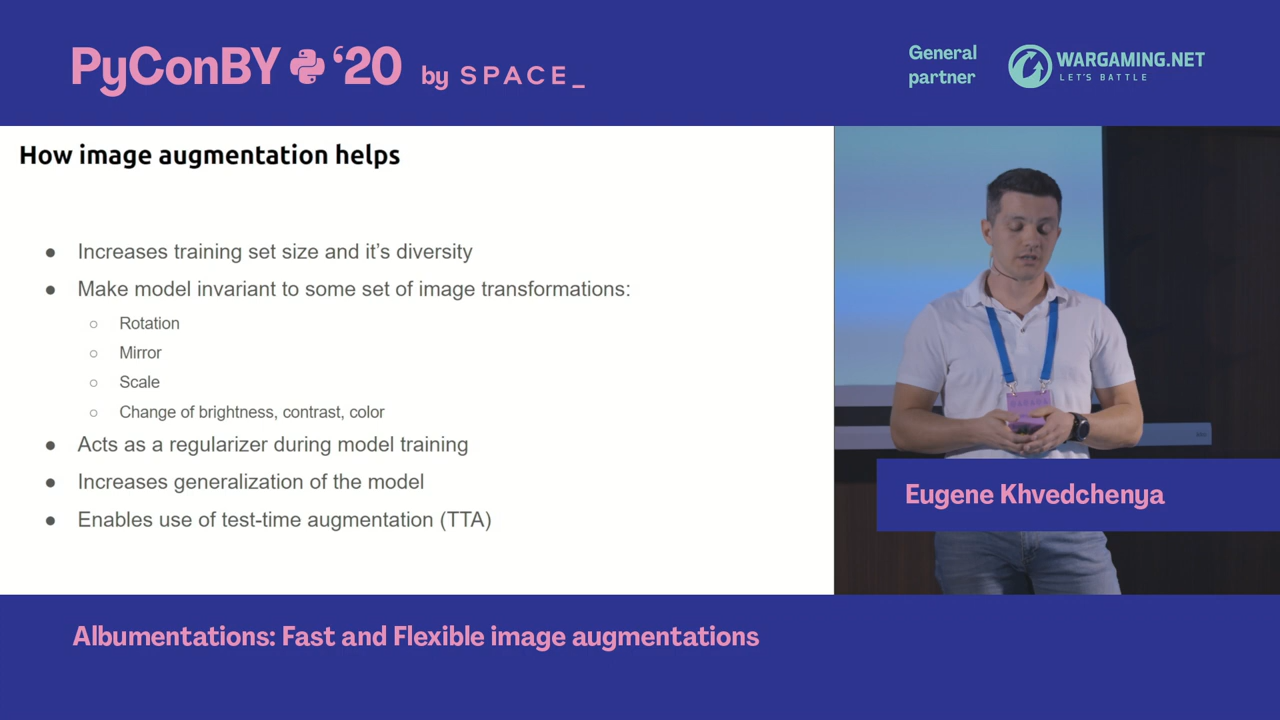 PyConBY '20 by SPACE_
General
partner
WARGAMING.NET
LET'S BATTLE
How image augmentation helps
● Increases training set size and it's diversity
● Make model invariant to some set of image transformations:
○ Rotation
○ Mirror
○ Scale
○ Change of brightness, contrast, color
● Acts as a regularizer during model training
● Increases generalization of the model
● Enables use of test-time augmentation (TTA)
Eugene Khvedchenya
Albumentations: Fast and Flexible image augmentations